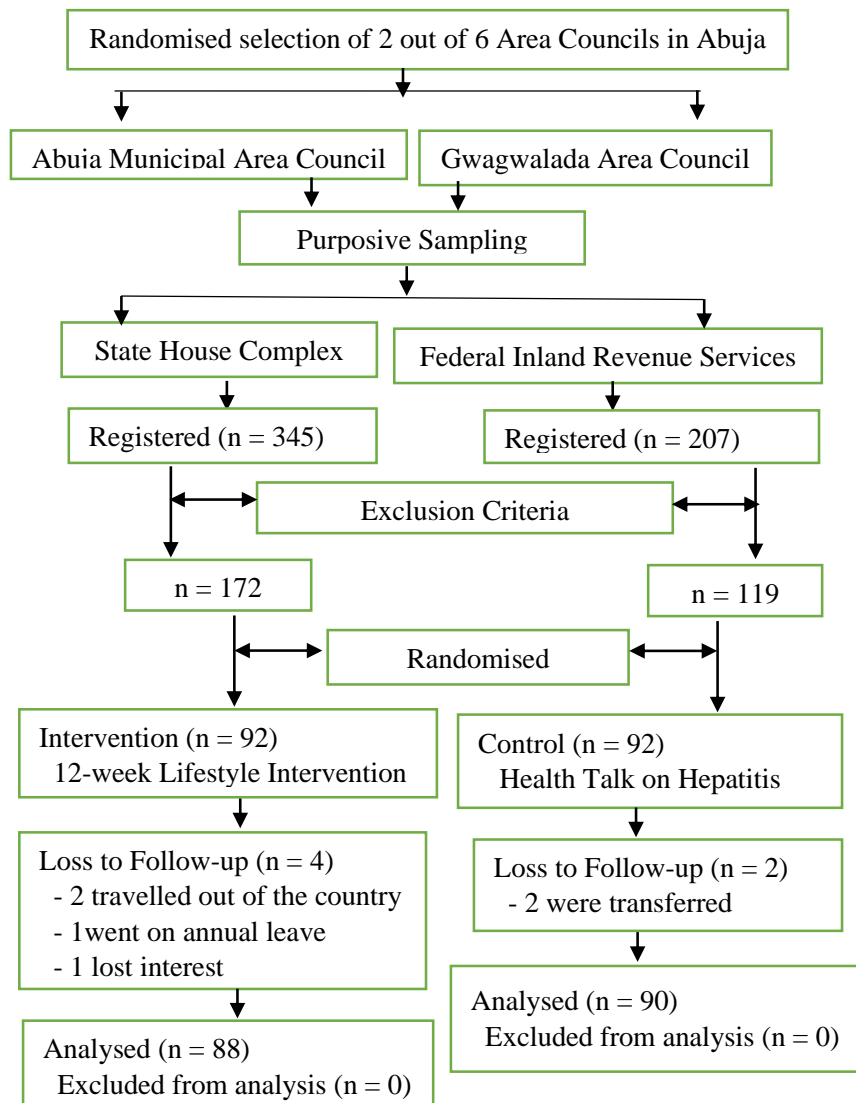 Randomised selection of 2 out of 6 Area Councils in Abuja
Abuja Municipal Area Council
Gwagwalada Area Council
Purposive Sampling
State House Complex
Federal Inland Revenue Services
Registered (n = 345)
Registered (n = 207)
Exclusion Criteria
n = 172
n = 119
Randomised
Intervention (n = 92)
12-week Lifestyle Intervention
Control (n = 92)
Health Talk on Hepatitis
Loss to Follow-up (n = 4)
- 2 travelled out of the country
- 1went on annual leave
- 1 lost interest
Loss to Follow-up (n = 2)
- 2 were transferred
Analysed (n = 88)
Excluded from analysis (n = 0)
Analysed (n = 90)
Excluded from analysis (n = 0)